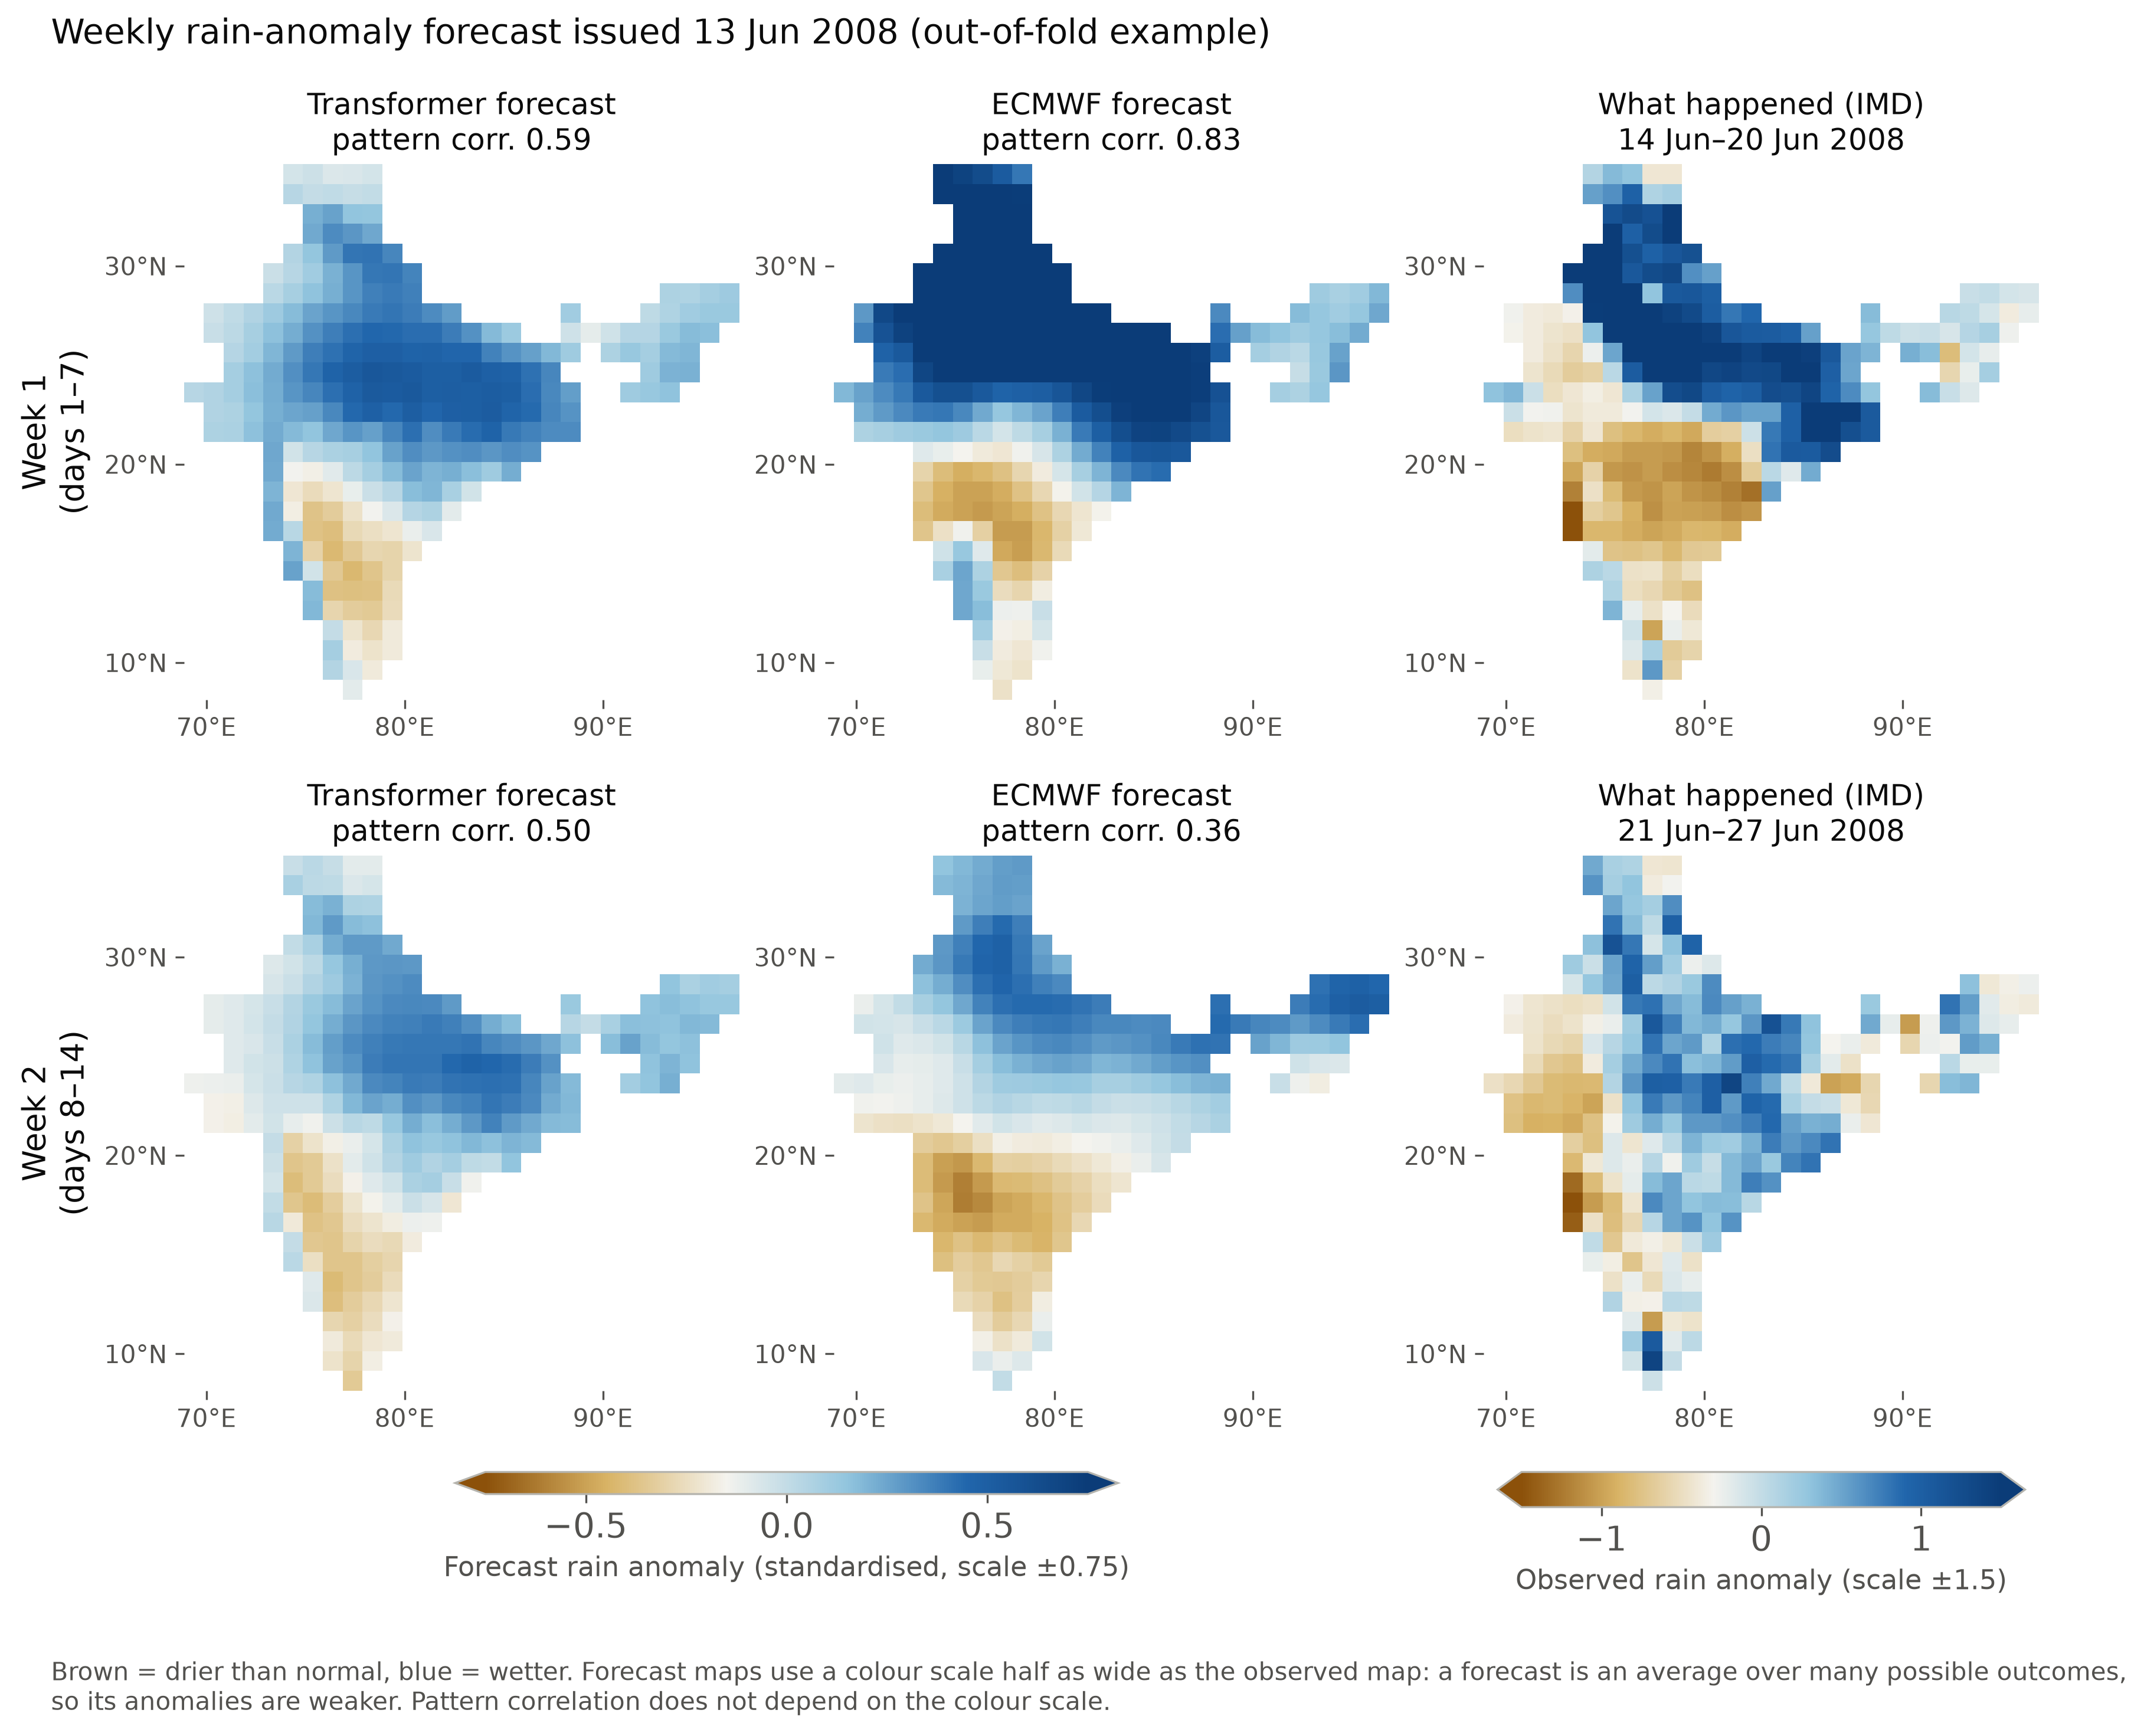 Weekly rain-anomaly forecast issued 13 Jun 2008 (out-of-fold example)
Transformer forecast
pattern corr. 0.59
ECMWF forecast
pattern corr. 0.83
What happened (IMD)
14 Jun–20 Jun 2008
Week 1
(days 1–7)
30°N
20°N
10°N
70°E
80°E
90°E
30°N
20°N
10°N
70°E
80°E
90°E
30°N
20°N
10°N
70°E
80°E
90°E
Transformer forecast
pattern corr. 0.50
ECMWF forecast
pattern corr. 0.36
What happened (IMD)
21 Jun–27 Jun 2008
Week 2
(days 8–14)
30°N
20°N
10°N
70°E
80°E
90°E
30°N
20°N
10°N
70°E
80°E
90°E
30°N
20°N
10°N
70°E
80°E
90°E
−0.5
0.0
0.5
Forecast rain anomaly (standardised, scale ±0.75)
−1
0
1
Observed rain anomaly (scale ±1.5)
Brown = drier than normal, blue = wetter. Forecast maps use a colour scale half as wide as the observed map: a forecast is an average over many possible outcomes,
so its anomalies are weaker. Pattern correlation does not depend on the colour scale.